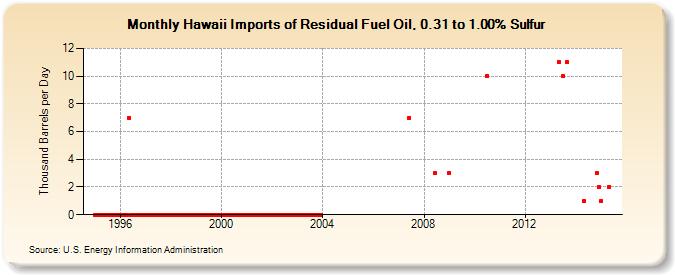 Monthly Hawaii Imports of Residual Fuel Oil, 0.31 to 1.00% Sulfur
Thousand Barrels per Day
12
10
8
6
4
2
0
1996 2000 2004 2008 2012
Source: U.S. Energy Information Administration